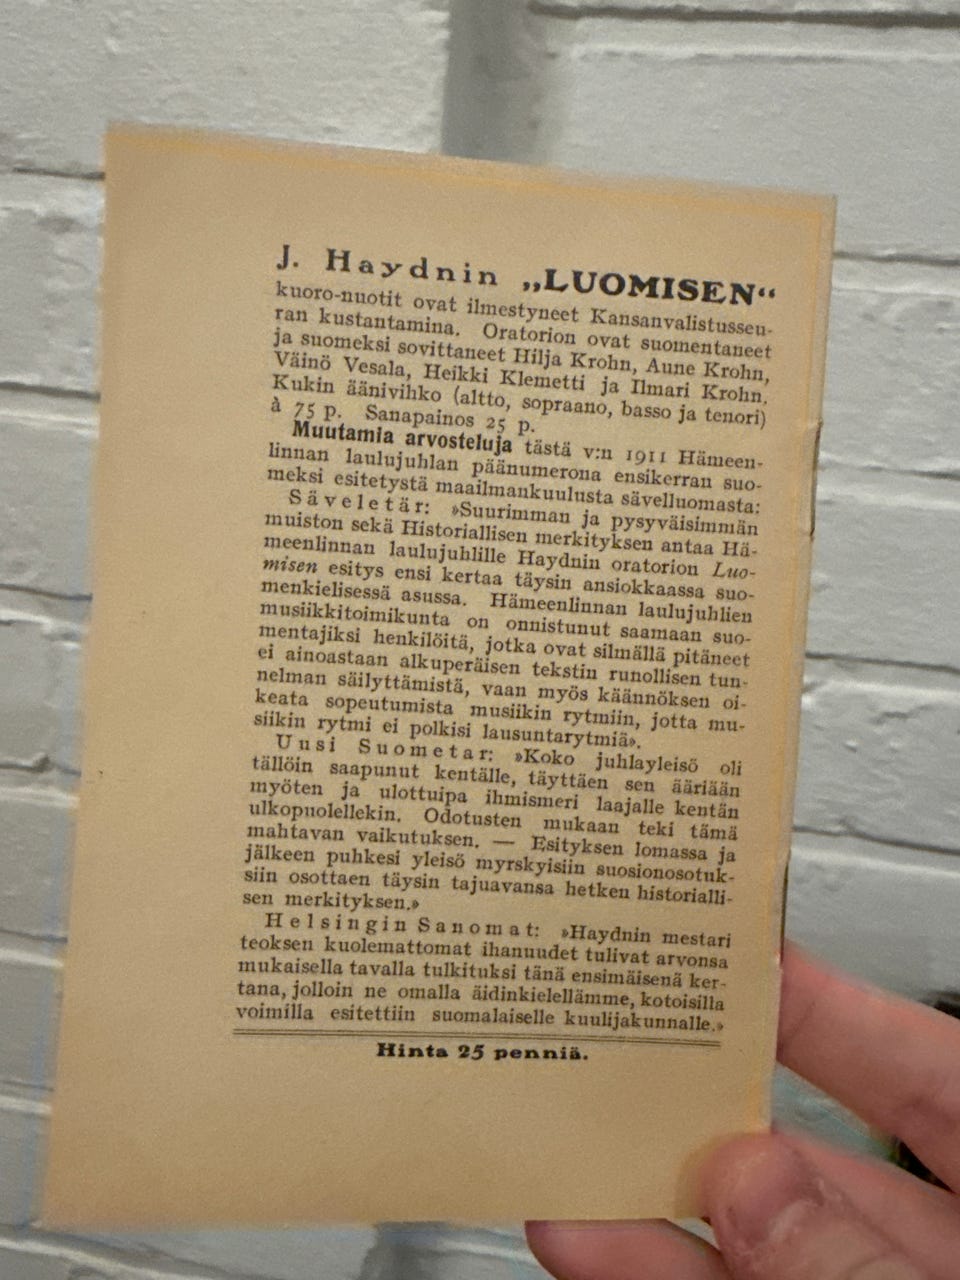 J. Haydnin „LUOMISEN“
kuoro-nuotit ovat ilmestyneet Kansanvalistusseu-
ran kustantamina. Oratorion ovat suomentaneet
ja suomeksi sovittaneet Hilja Krohn, Aune Krohn,
Väinö Vesala, Heikki Klemetti ja Ilmari Krohn.
Kukin äänivihko (altto, sopraano, basso ja tenori)
à 75 p. Sanapainos 25 p.
Muutamia arvosteluja tästä v:n 1911 Hämeen-
linnan laulujuhlan päänumerona ensikerran suo-
meksi esitetystä maailmankuulusta sävelluomasta:
Säveletär: »Suurimman ja pysyväisimmän
muiston sekä Historiallisen merkityksen antaa Hä-
meenlinnan laulujuhlille Haydnin oratorion Luo-
misen esitys ensi kertaa täysin ansiokkaassa suo-
menkielisessä asussa. Hämeenlinnan laulujuhlien
musiikkitoimikunta on onnistunut saamaan suo-
mentajiksi henkilöitä, jotka ovat silmällä pitäneet
ei ainoastaan alkuperäisen tekstin runollisen tun-
nelman säilyttämistä, vaan myös käännöksen oi-
keata sopeutumista musiikin rytmiin, jotta mu-
siikin rytmi ei polkisi lausuntarytmiä».
Uusi Suometar: »Koko juhlayleisö oli
tällöin saapunut kentälle, täyttäen sen ääriään
myöten ja ulottuipa ihmismeri laajalle kentän
ulkopuolellekin. Odotusten mukaan teki tämä
mahtavan vaikutuksen. — Esityksen lomassa ja
jälkeen puhkesi yleisö myrskyisiin suosionosotuk-
siin osottaen täysin tajuavansa hetken historialli-
sen merkityksen.»
Helsingin Sanomat: »Haydnin mestari
teoksen kuolemattomat ihanuudet tulivat arvonsa
mukaisella tavalla tulkituksi tänä ensimäisenä ker-
tana, jolloin ne omalla äidinkielellämme, kotoisilla
voimilla esitettiin suomalaiselle kuulijakunnalle.»
Hinta 25 penniä.